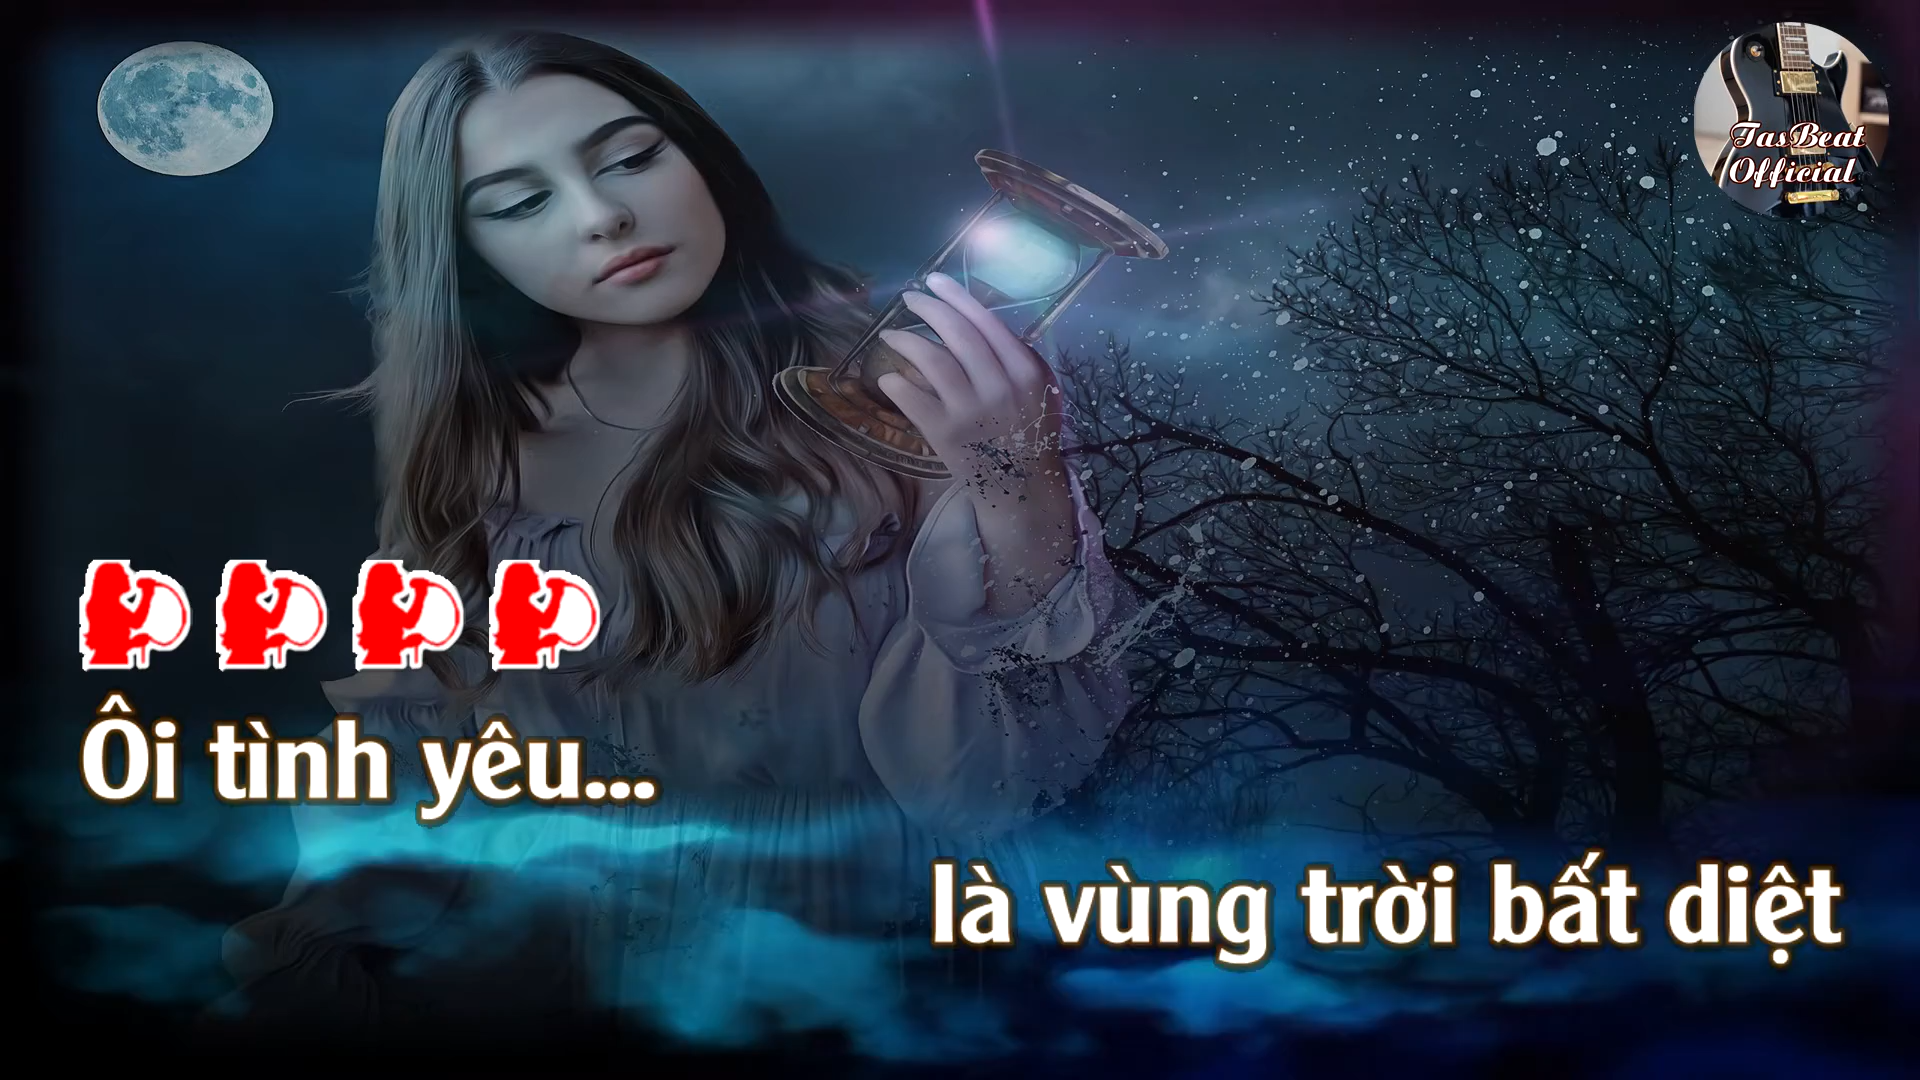 TasBeat
Official
Ôi tình yêu...
là vùng trời bất diệt